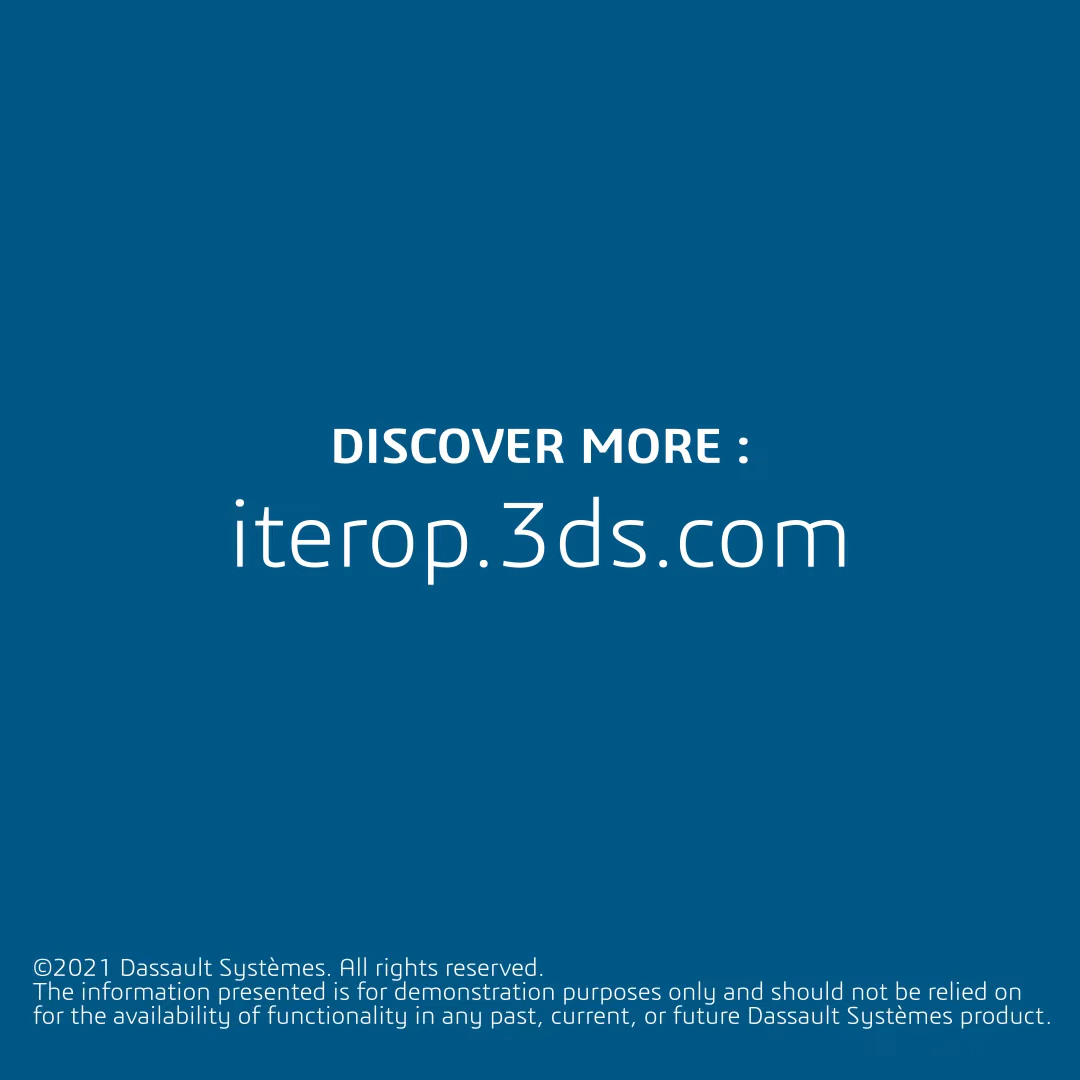 DISCOVER MORE :
iterop.3ds.com
©2021 Dassault Systèmes. All rights reserved.
The information presented is for demonstration purposes only and should not be relied on
for the availability of functionality in any past, current, or future Dassault Systèmes product.